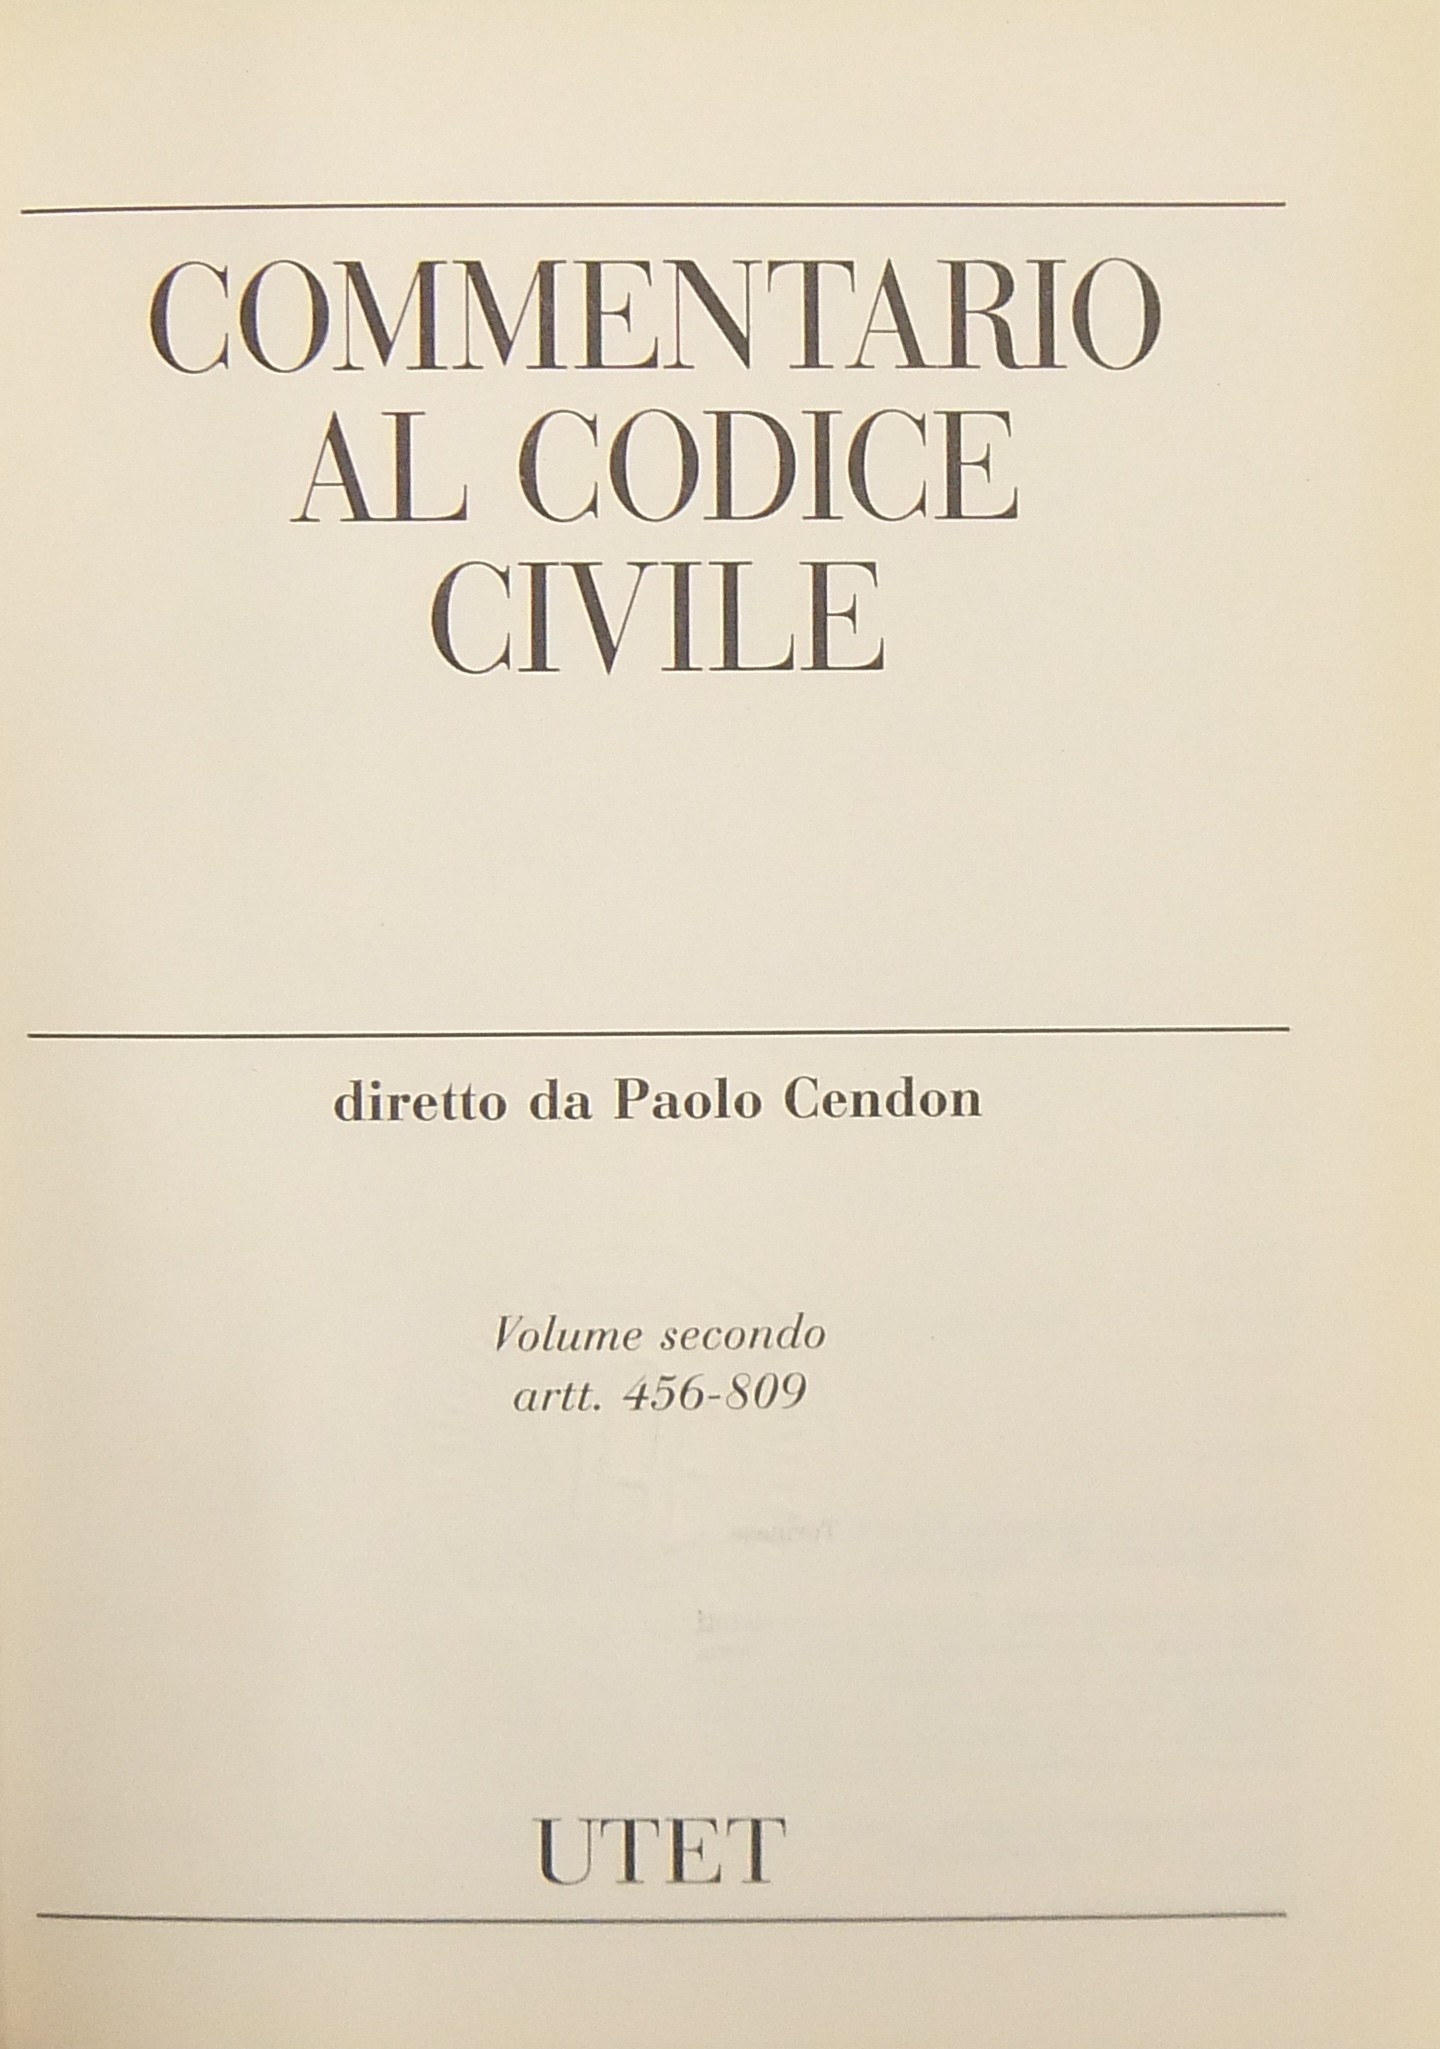 COMMENTARIO
AL CODICE
CIVILE
diretto da Paolo Cendon
Volume secondo
artt. 456-809
UTET